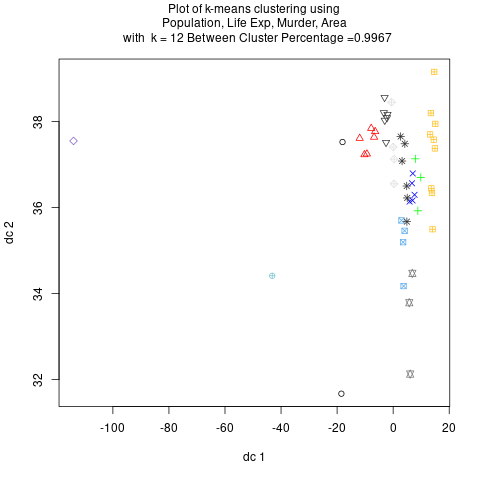 Plot of k-means clustering using
Population, Life Exp, Murder, Area
with k = 12 Between Cluster Percentage =0.9967
38
36
34
32
dc 2
-100 -80 -60 -40 -20 0 20
dc 1